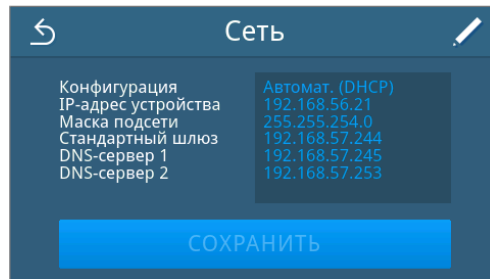 Сеть
Конфигурация Автомат. (DHCP)
IP-адрес устройства 192.168.56.21
Маска подсети 255.255.254.0
Стандартный шлюз 192.168.57.244
DNS-сервер 1 192.168.57.245
DNS-сервер 2 192.168.57.253
СОХРАНИТЬ